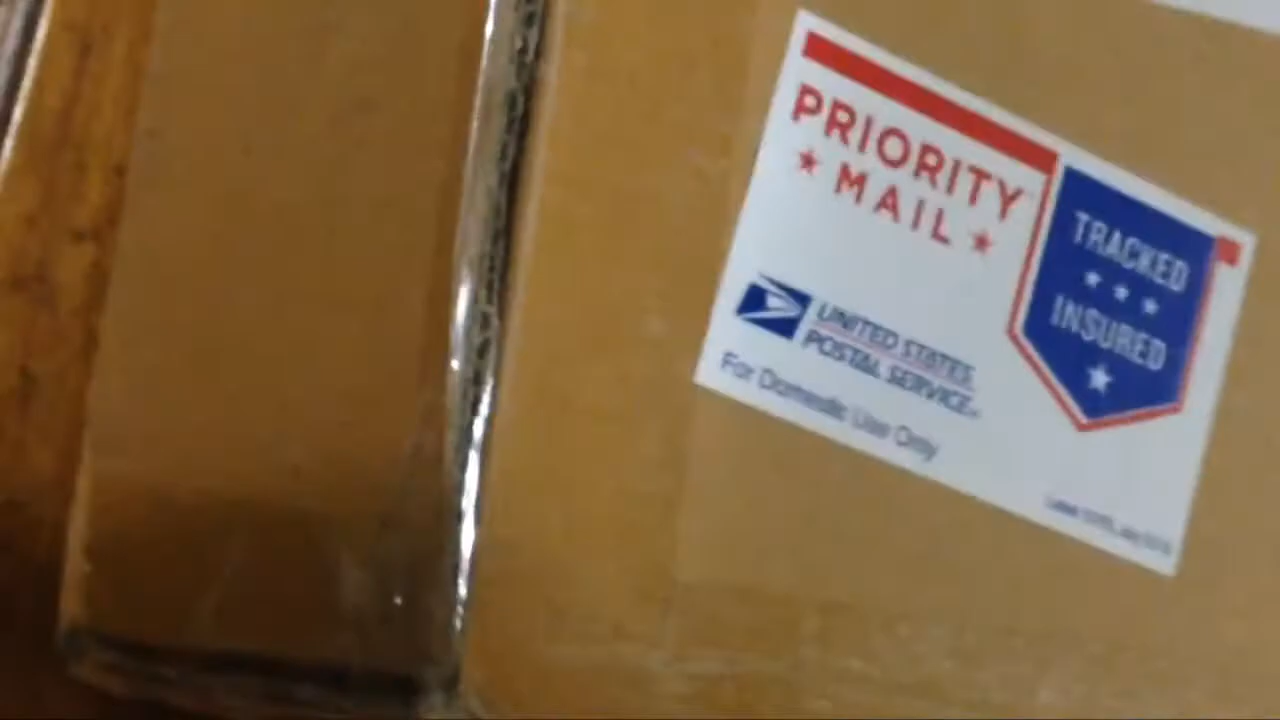 PRIORITY
MAIL
TRACKED
INSURED
UNITED STATES
POSTAL SERVICE
For Domestic Use Only